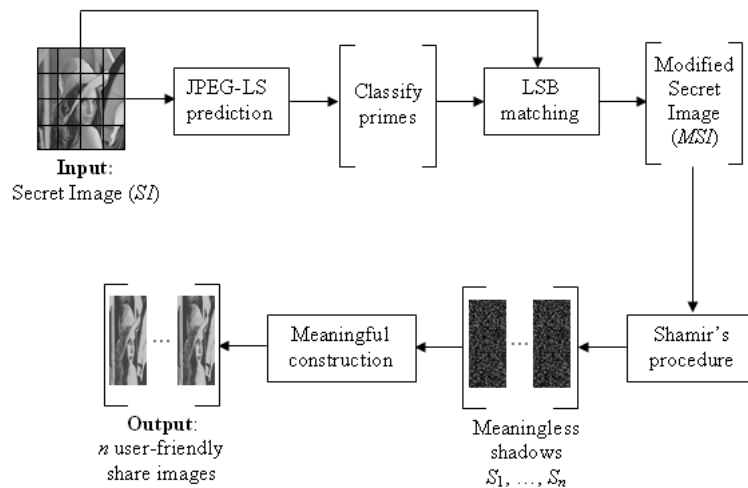 JPEG-LS
prediction
Classify
primes
LSB
matching
Modified
Secret
Image
(MSI)
Input:
Secret Image (SI)
Shamir's
procedure
Meaningless
shadows
S₁, …, Sₙ
Meaningful
construction
Output:
n user-friendly
share images